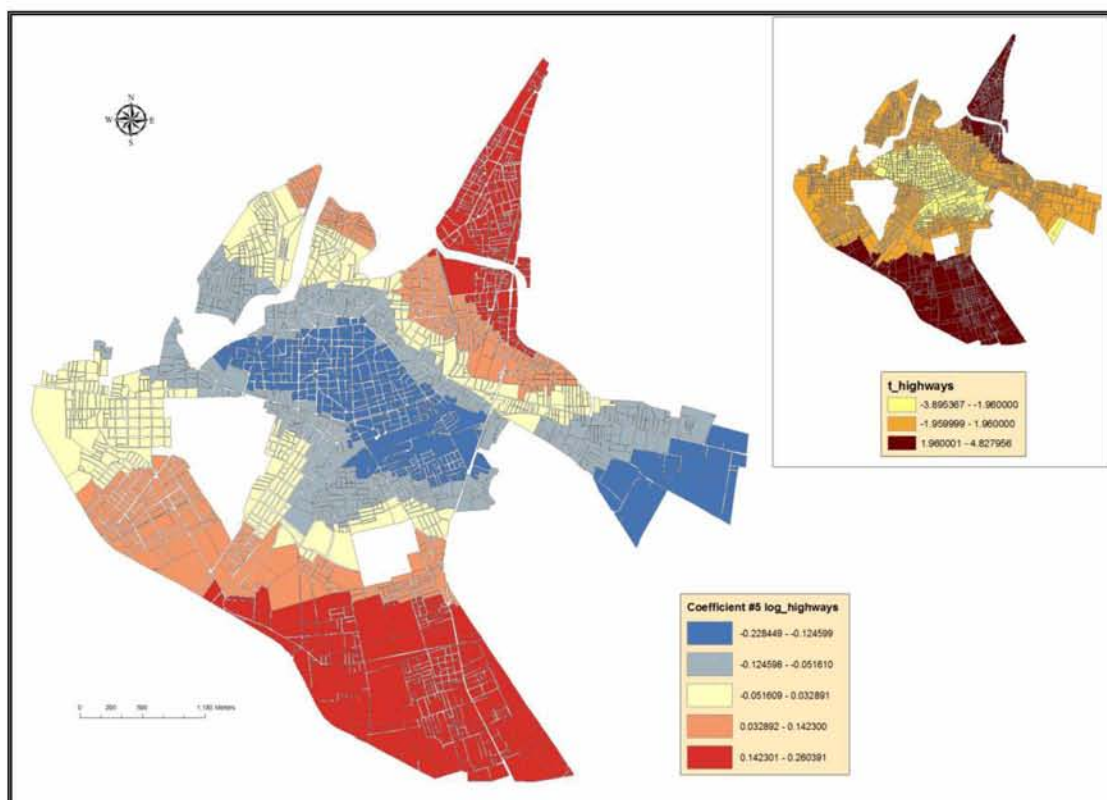 N
W E
S
t_highways
-3.895367 - -1.960000
-1.959999 - 1.960000
1.960001 - 4.827956
Coefficient #5 log_highways
-0.228449 - -0.124599
-0.124598 - -0.051610
-0.051609 - 0.032891
0.032892 - 0.142300
0.142301 - 0.260391
0
Meters